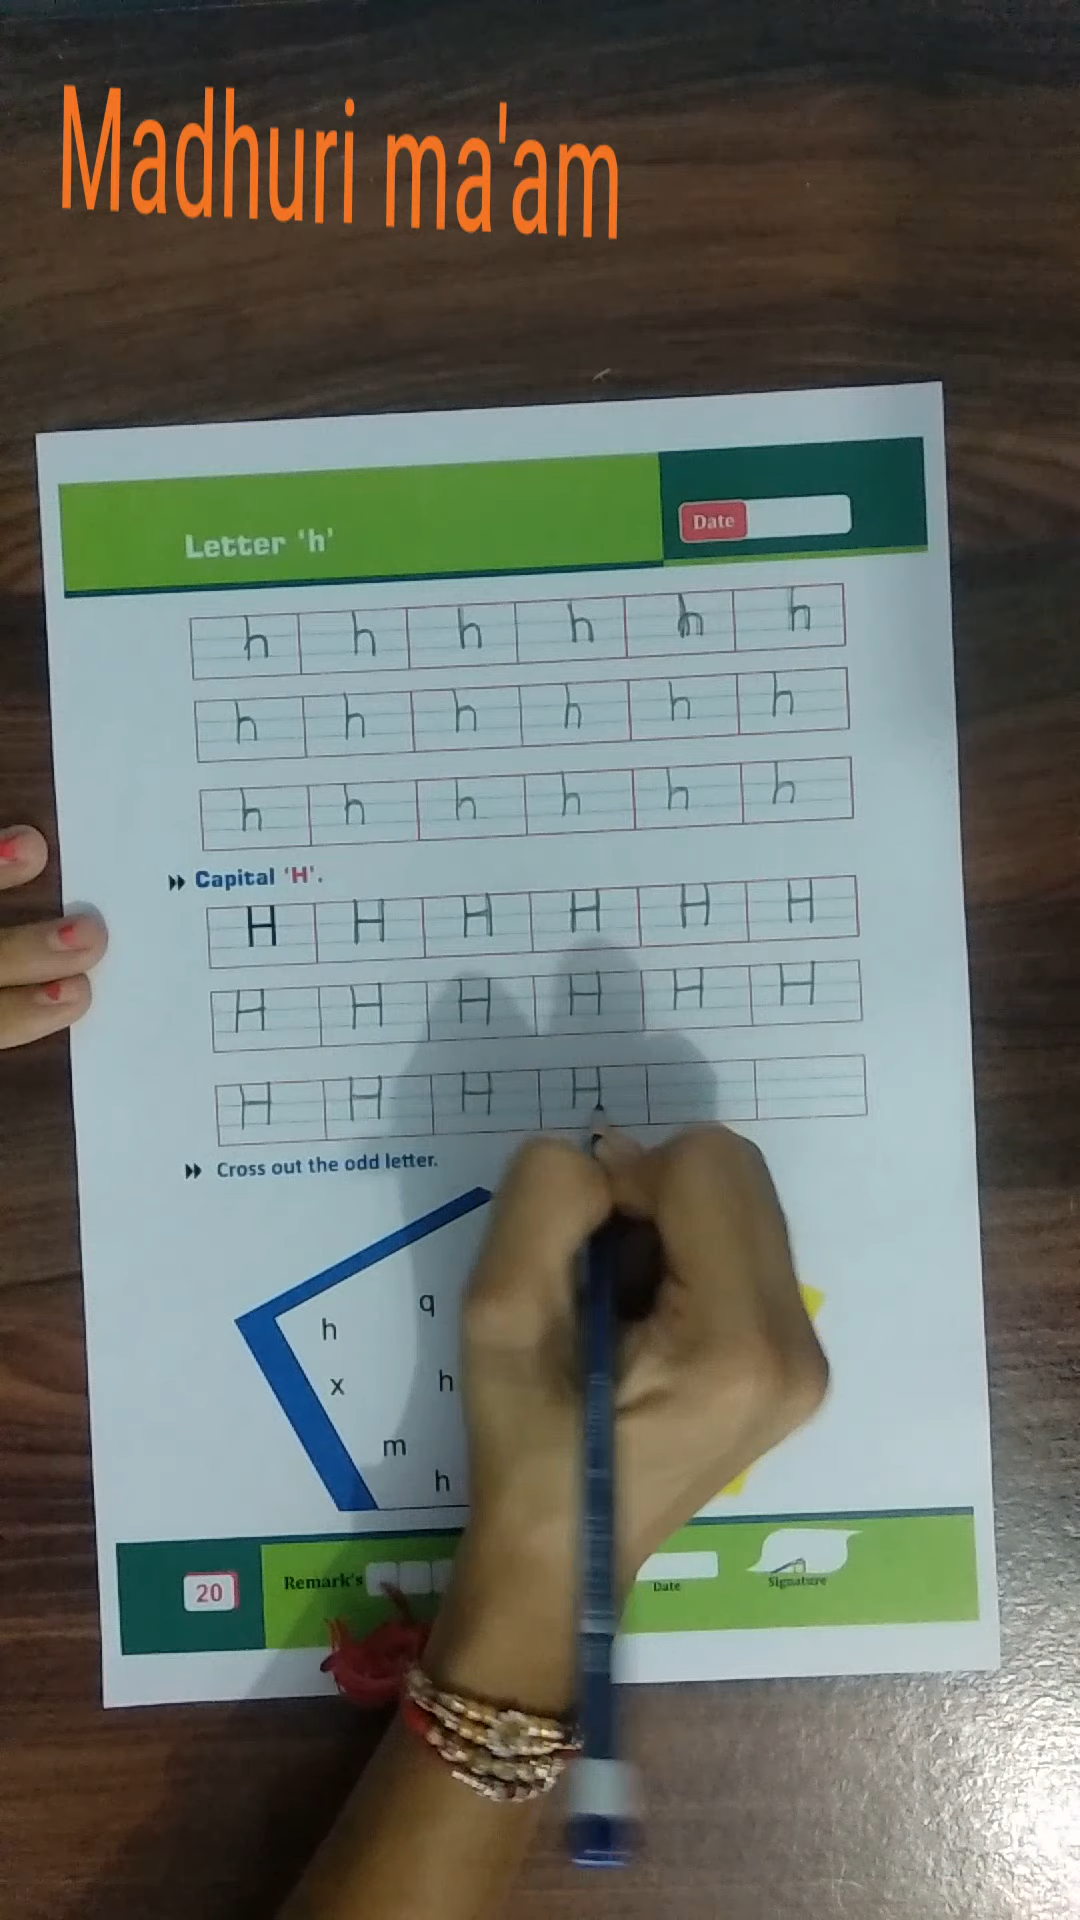 Madhuri ma'am
Letter 'h'
Date
h h h h h h
h h h h h h
h h h h h h
Capital 'H'.
H H H H H H
H H H H H H
H H H H
Cross out the odd letter.
q
h
x
h
m
h
20
Remark's
Date
Signature